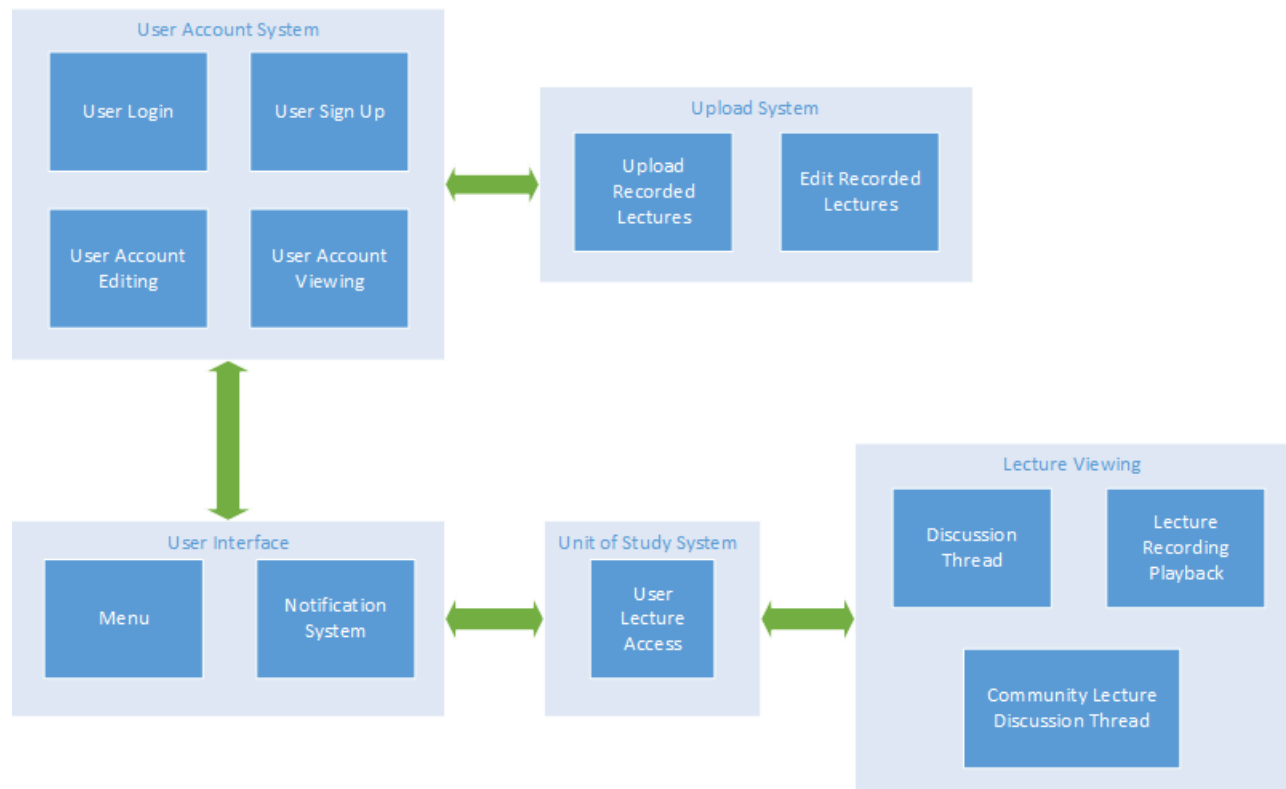 User Account System
User Login
User Sign Up
User Account
Editing
User Account
Viewing
Upload System
Upload
Recorded
Lectures
Edit Recorded
Lectures
User Interface
Menu
Notification
System
Unit of Study System
User
Lecture
Access
Lecture Viewing
Discussion
Thread
Lecture
Recording
Playback
Community Lecture
Discussion Thread